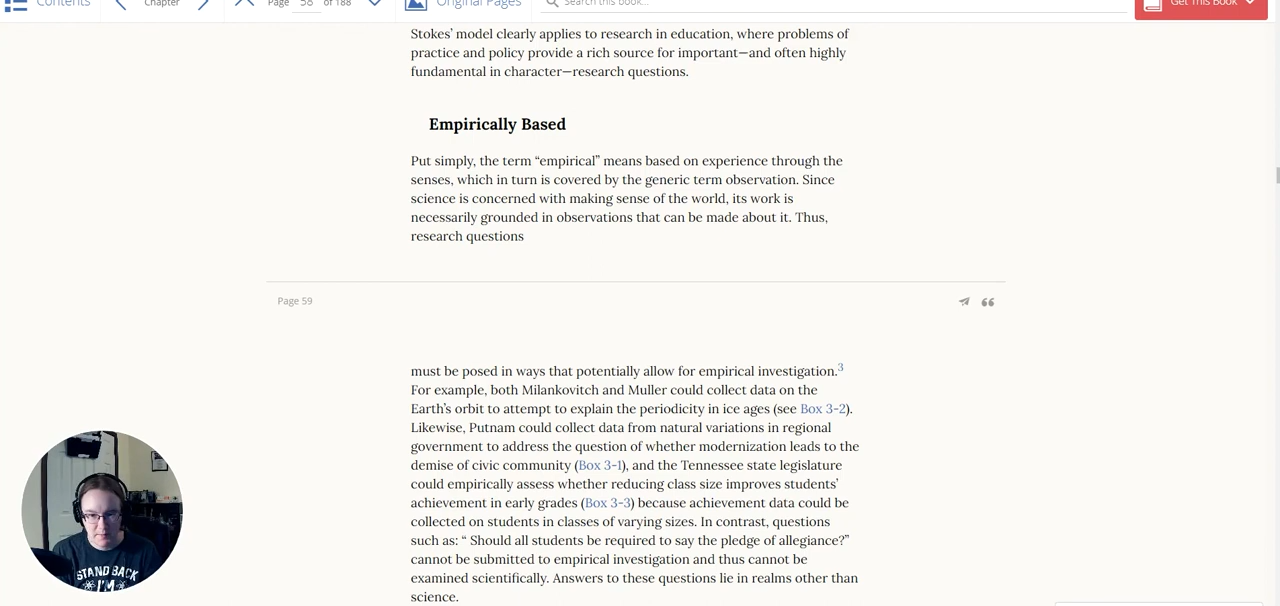 Contents
Chapter
Page 58 of 188
Original Pages
Search this book...
Get This Book
Stokes’ model clearly applies to research in education, where problems of
practice and policy provide a rich source for important—and often highly
fundamental in character—research questions.
Empirically Based
Put simply, the term “empirical” means based on experience through the
senses, which in turn is covered by the generic term observation. Since
science is concerned with making sense of the world, its work is
necessarily grounded in observations that can be made about it. Thus,
research questions
Page 59
must be posed in ways that potentially allow for empirical investigation.3
For example, both Milankovitch and Muller could collect data on the
Earth’s orbit to attempt to explain the periodicity in ice ages (see Box 3-2).
Likewise, Putnam could collect data from natural variations in regional
government to address the question of whether modernization leads to the
demise of civic community (Box 3-1), and the Tennessee state legislature
could empirically assess whether reducing class size improves students’
achievement in early grades (Box 3-3) because achievement data could be
collected on students in classes of varying sizes. In contrast, questions
such as: “ Should all students be required to say the pledge of allegiance?”
cannot be submitted to empirical investigation and thus cannot be
examined scientifically. Answers to these questions lie in realms other than
science.
STAND BACK
I'M